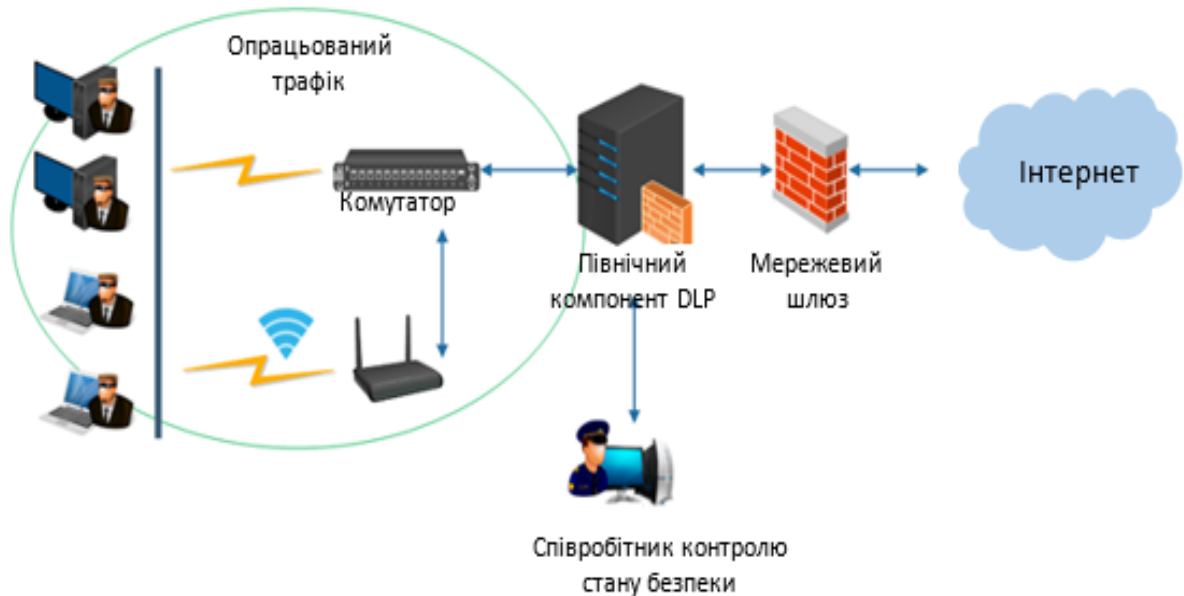 Опрацьований
трафік
Комутатор
Північний
компонент DLP
Мережевий
шлюз
Інтернет
Співробітник контролю
стану безпеки